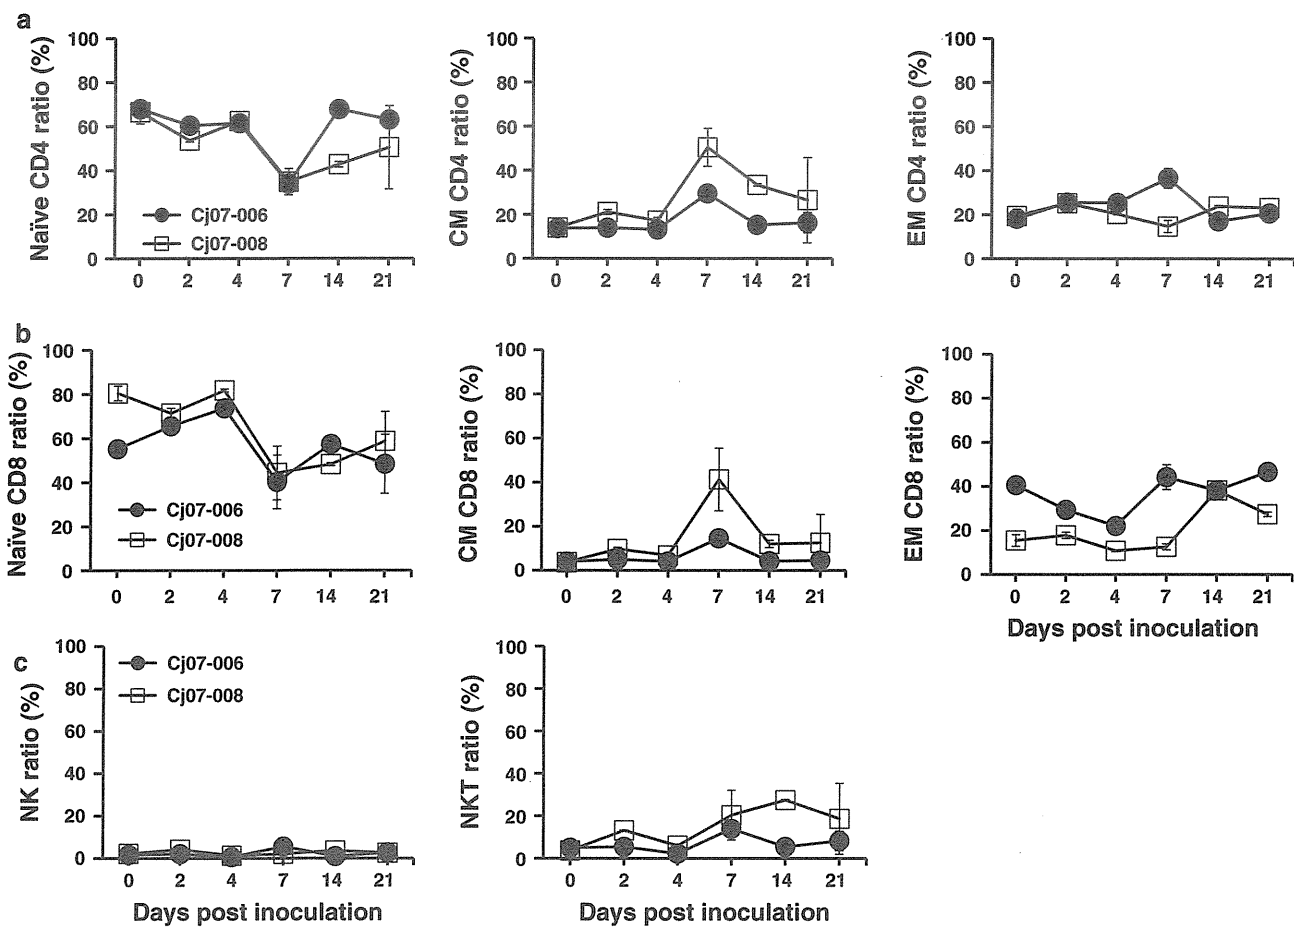 a
Naïve CD4 ratio (%)
100
80
60
40
20
0
Cj07-006
Cj07-008
0 2 4 7 14 21
CM CD4 ratio (%)
100
80
60
40
20
0
0 2 4 7 14 21
EM CD4 ratio (%)
100
80
60
40
20
0
0 2 4 7 14 21
b
Naïve CD8 ratio (%)
100
80
60
40
20
0
Cj07-006
Cj07-008
0 2 4 7 14 21
CM CD8 ratio (%)
100
80
60
40
20
0
0 2 4 7 14 21
EM CD8 ratio (%)
100
80
60
40
20
0
0 2 4 7 14 21
Days post inoculation
c
NK ratio (%)
100
80
60
40
20
0
Cj07-006
Cj07-008
0 2 4 7 14 21
Days post inoculation
NKT ratio (%)
100
80
60
40
20
0
0 2 4 7 14 21
Days post inoculation